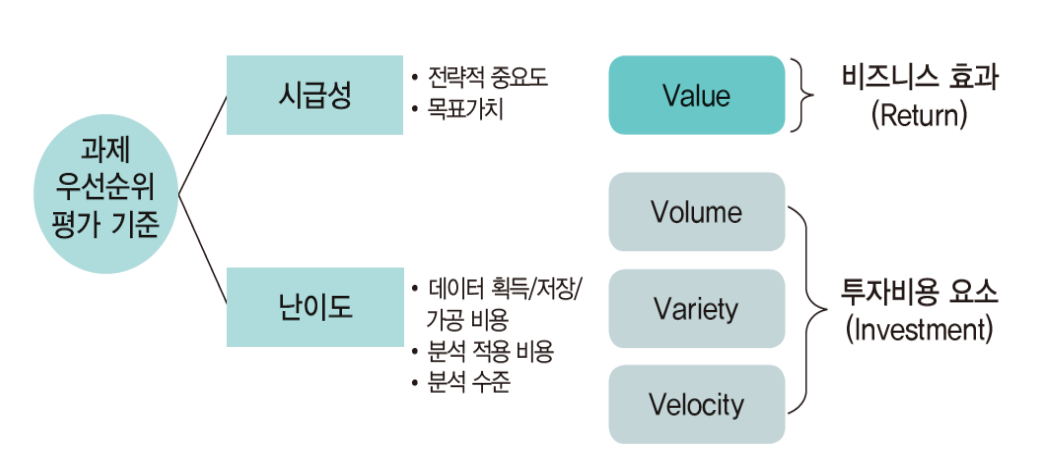 과제
우선순위
평가 기준
시급성
• 전략적 중요도
• 목표가치
Value
비즈니스 효과
(Return)
난이도
• 데이터 획득/저장/
가공 비용
• 분석 적용 비용
• 분석 수준
Volume
Variety
Velocity
투자비용 요소
(Investment)